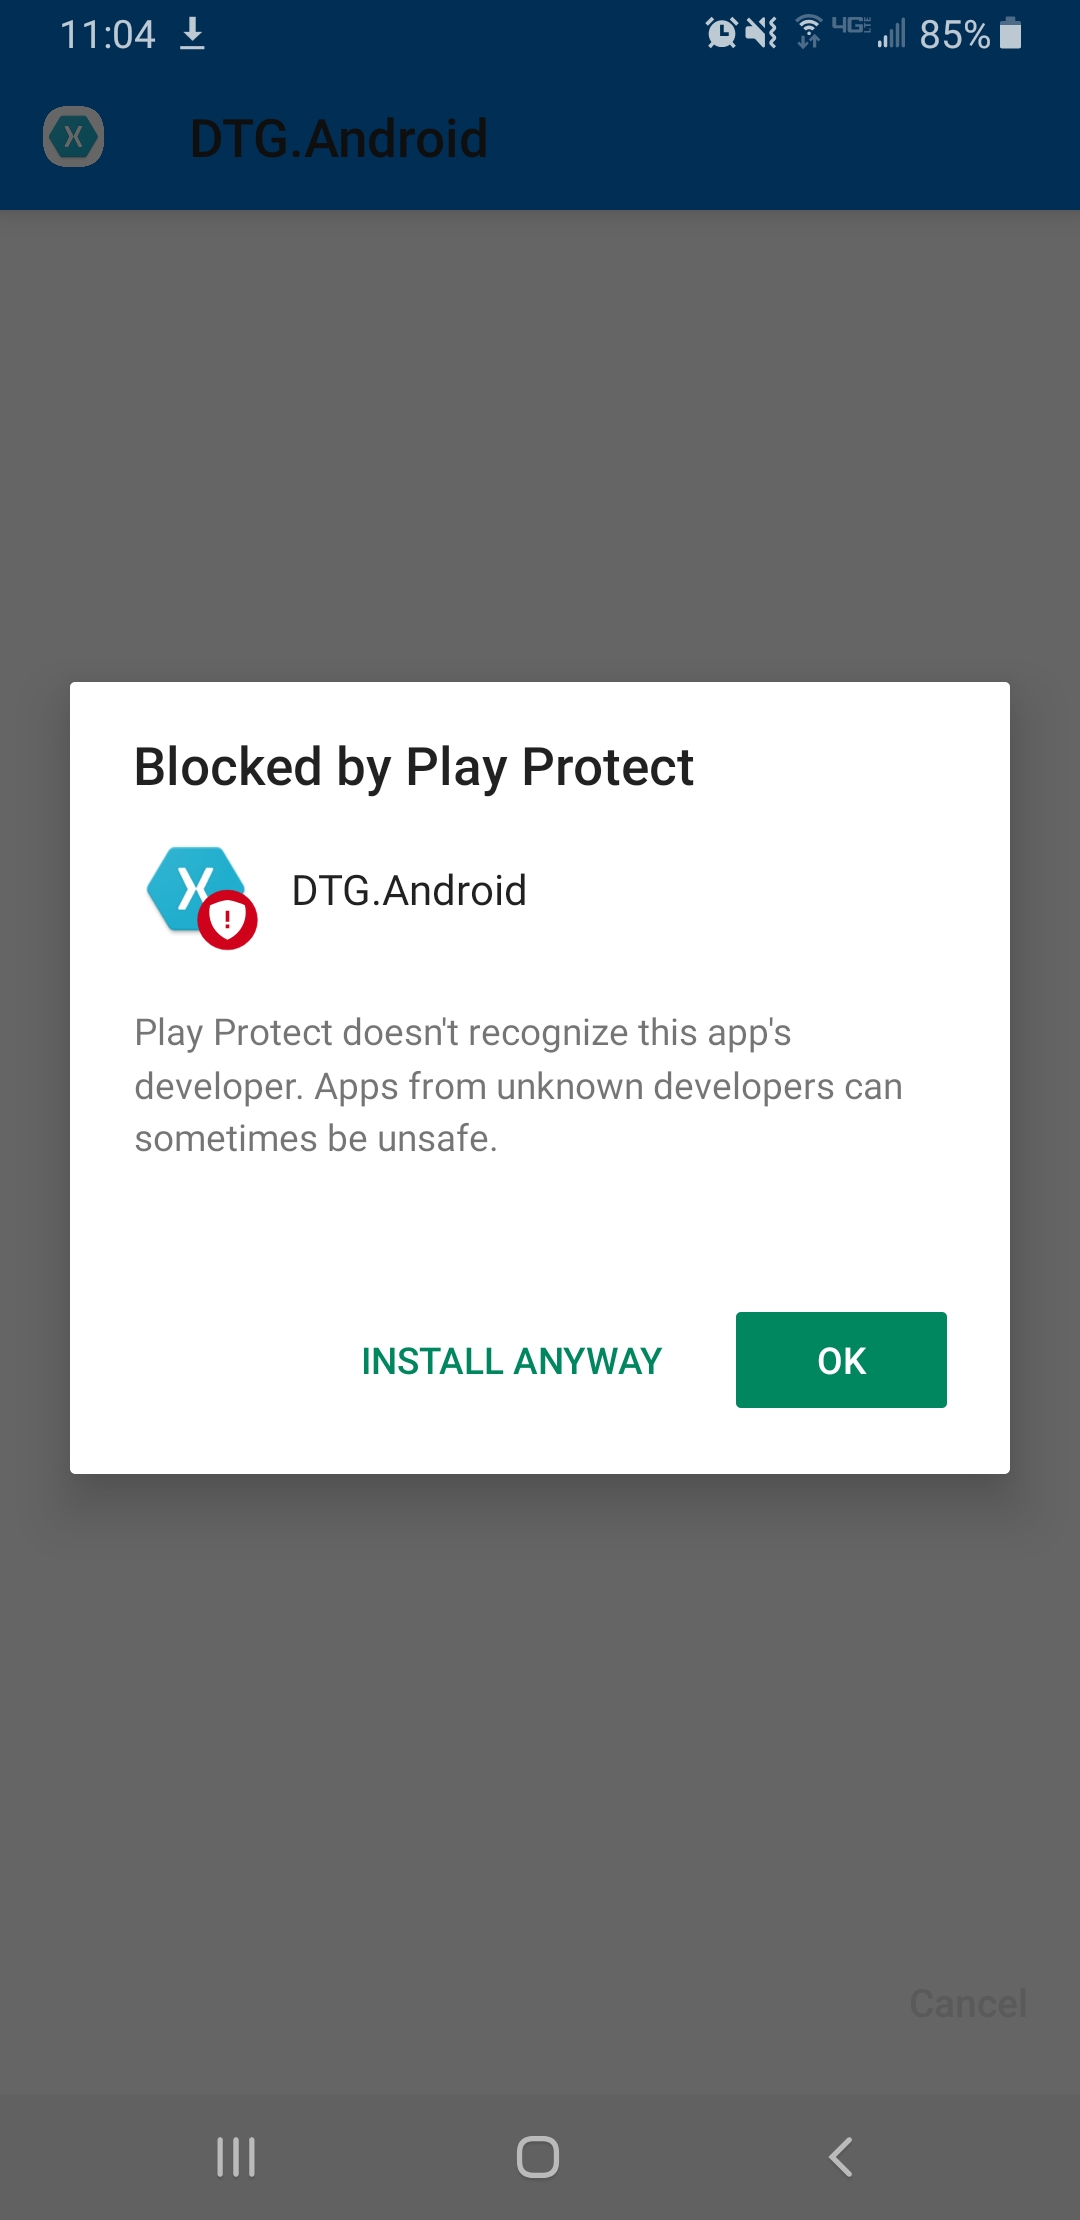 11:04 4G LTE 85%
X DTG.Android
Blocked by Play Protect
X DTG.Android
Play Protect doesn't recognize this app's
developer. Apps from unknown developers can
sometimes be unsafe.
INSTALL ANYWAY OK
Cancel